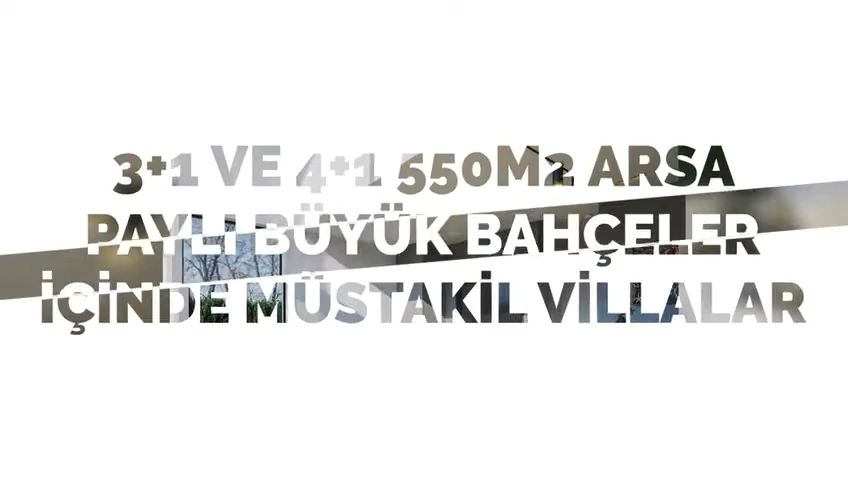 3+1 VE 4+1 550M2 ARSA
PAYLI BÜYÜK BAHÇELER
İÇİNDE MÜSTAKİL VİLLALAR